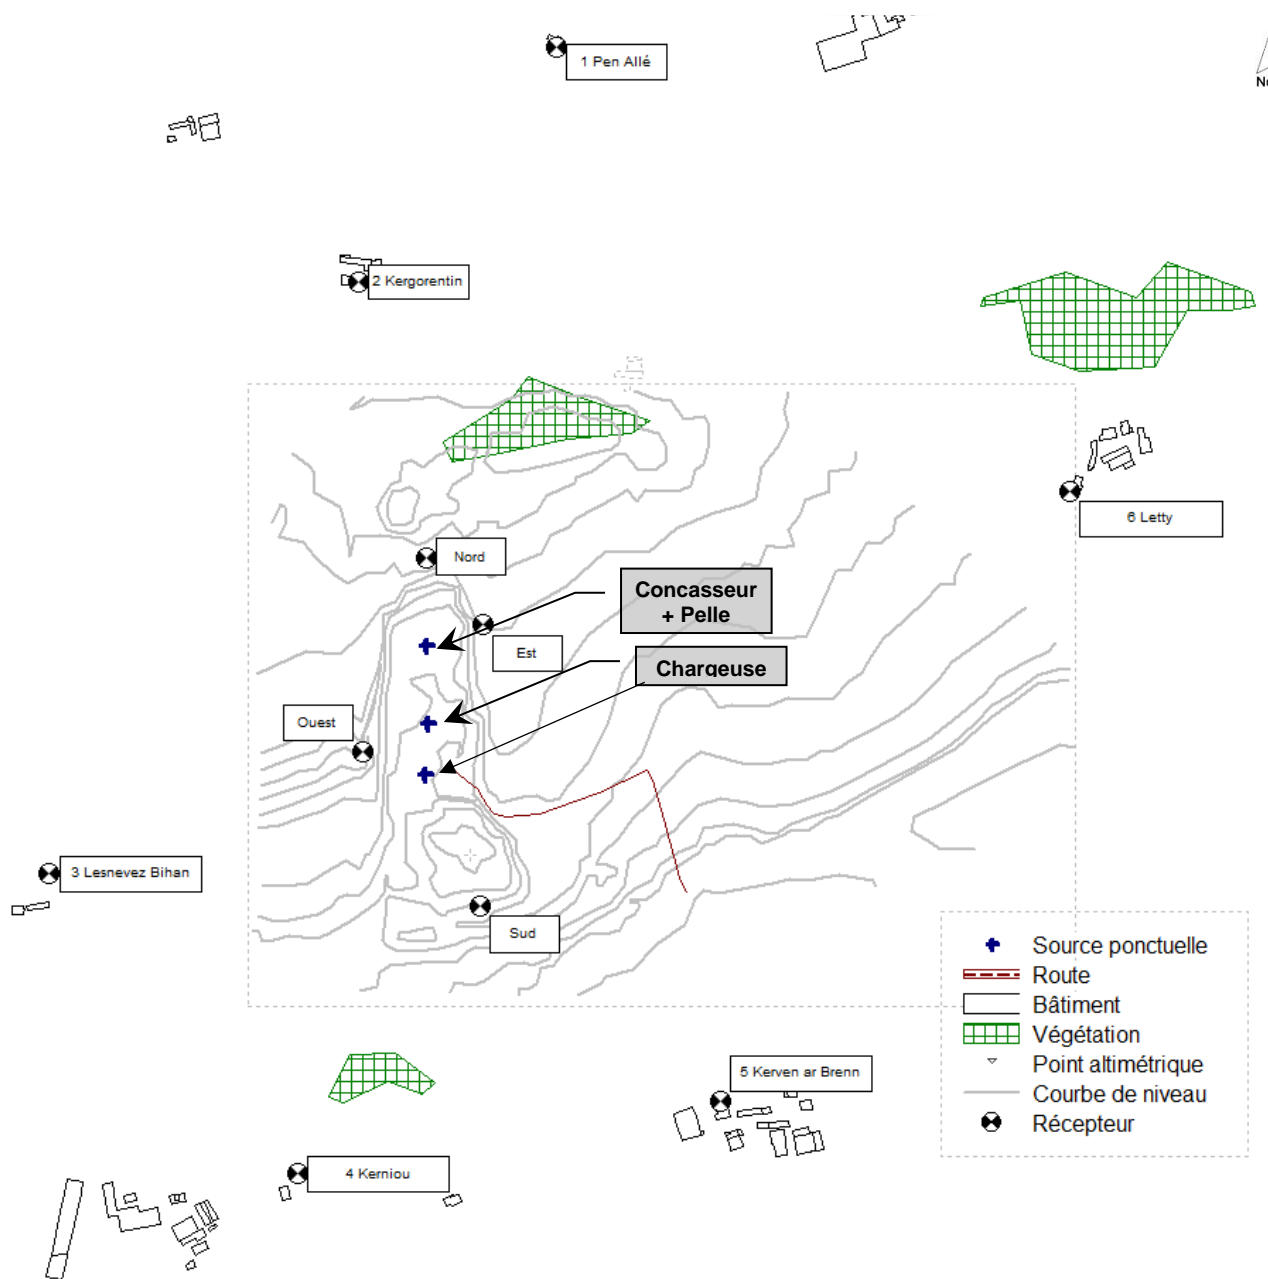 1 Pen Allé
2 Kergorentin
6 Letty
Nord
Concasseur
+ Pelle
Est
Chargeuse
Ouest
3 Lesnevez Bihan
Sud
Source ponctuelle
Route
Bâtiment
Végétation
Point altimétrique
Courbe de niveau
Récepteur
5 Kerven ar Brenn
4 Kerniou